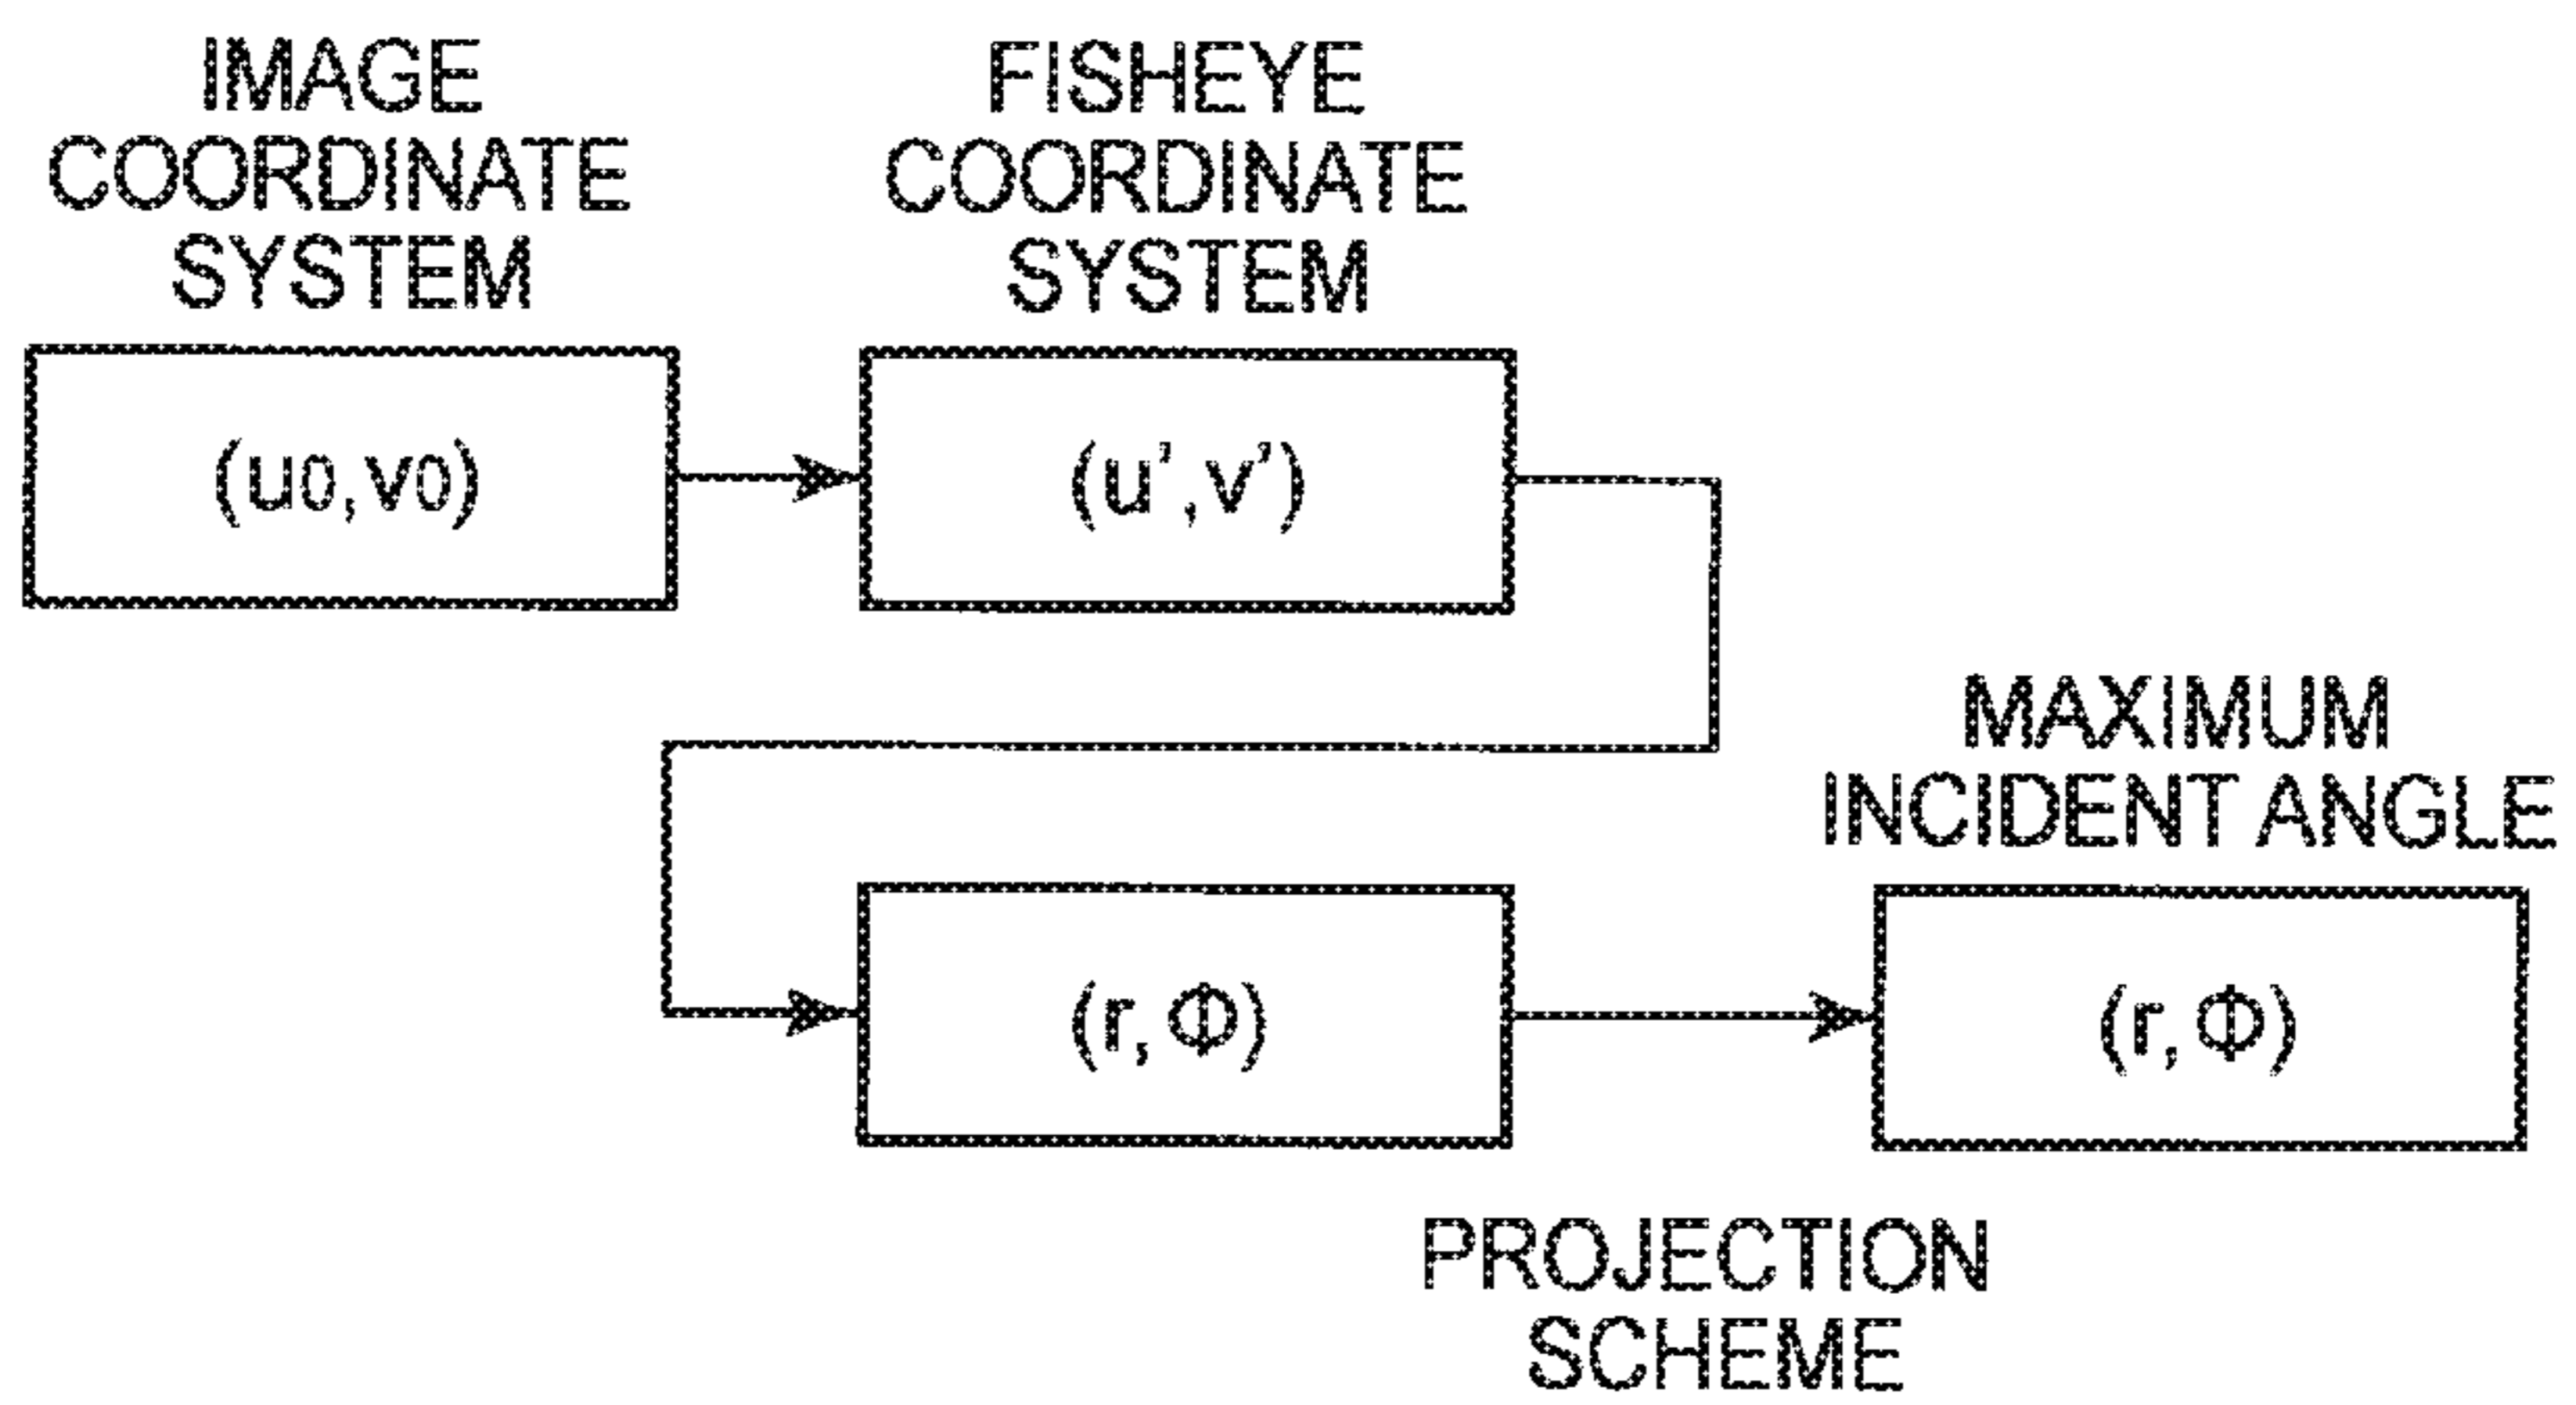 IMAGE
COORDINATE
SYSTEM
(u0,v0)
FISHEYE
COORDINATE
SYSTEM
(u',v')
(r,Φ)
MAXIMUM
INCIDENT ANGLE
(r,Φ)
PROJECTION
SCHEME